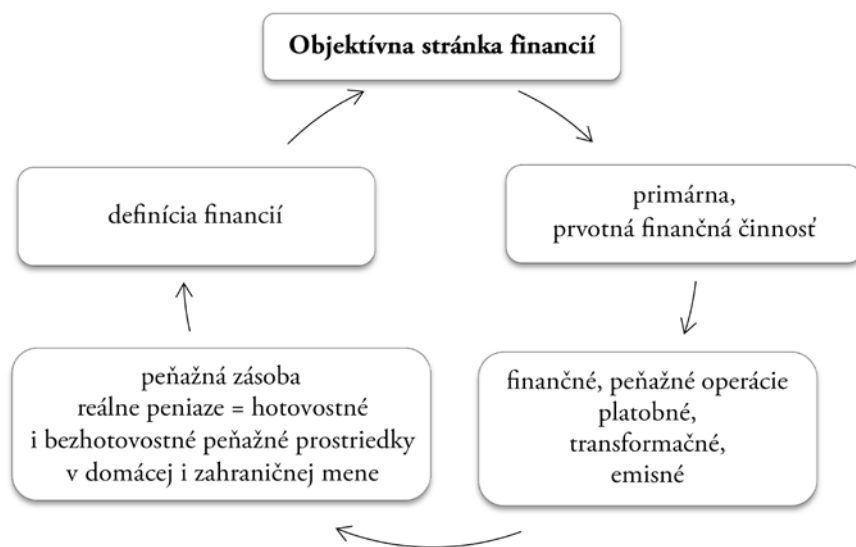 Objektívna stránka financií
definícia financií
primárna,
prvotná finančná činnosť
peňažná zásoba
reálne peniaze = hotovostné
i bezhotovostné peňažné prostriedky
v domácej i zahraničnej mene
finančné, peňažné operácie
platobné,
transformačné,
emisné